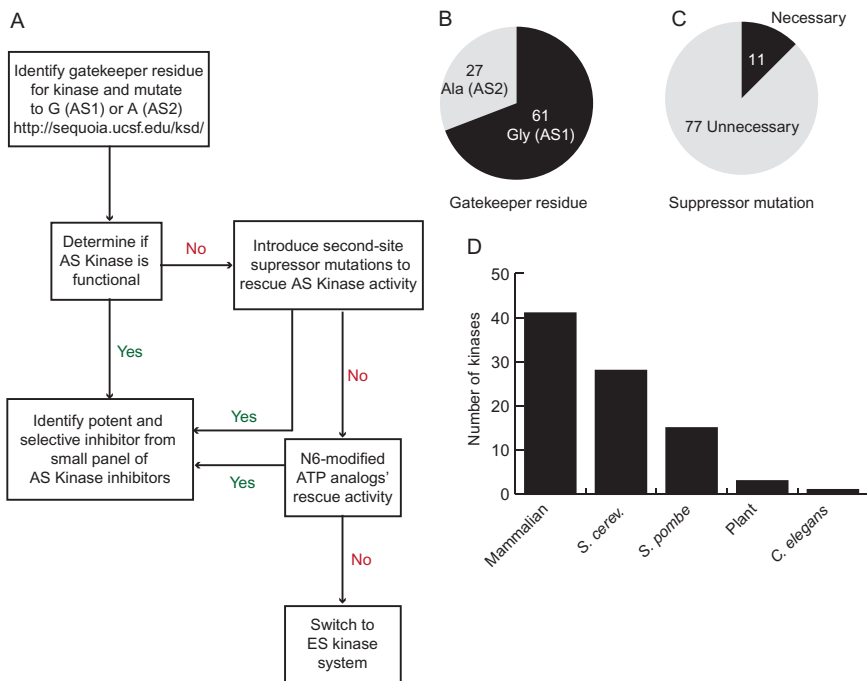 A
Identify gatekeeper residue
for kinase and mutate
to G (AS1) or A (AS2)
http://sequoia.ucsf.edu/ksd/
Determine if
AS Kinase is
functional
No
Introduce second-site
supressor mutations to
rescue AS Kinase activity
Yes
No
Yes
Identify potent and
selective inhibitor from
small panel of
AS Kinase inhibitors
Yes
N6-modified
ATP analogs’
rescue activity
No
Switch to
ES kinase
system
B
27
Ala (AS2)
61
Gly (AS1)
Gatekeeper residue
C
Necessary
11
77 Unnecessary
Suppressor mutation
D
Number of kinases
50
40
30
20
10
0
Mammalian
S. cerev.
S. pombe
Plant
C. elegans